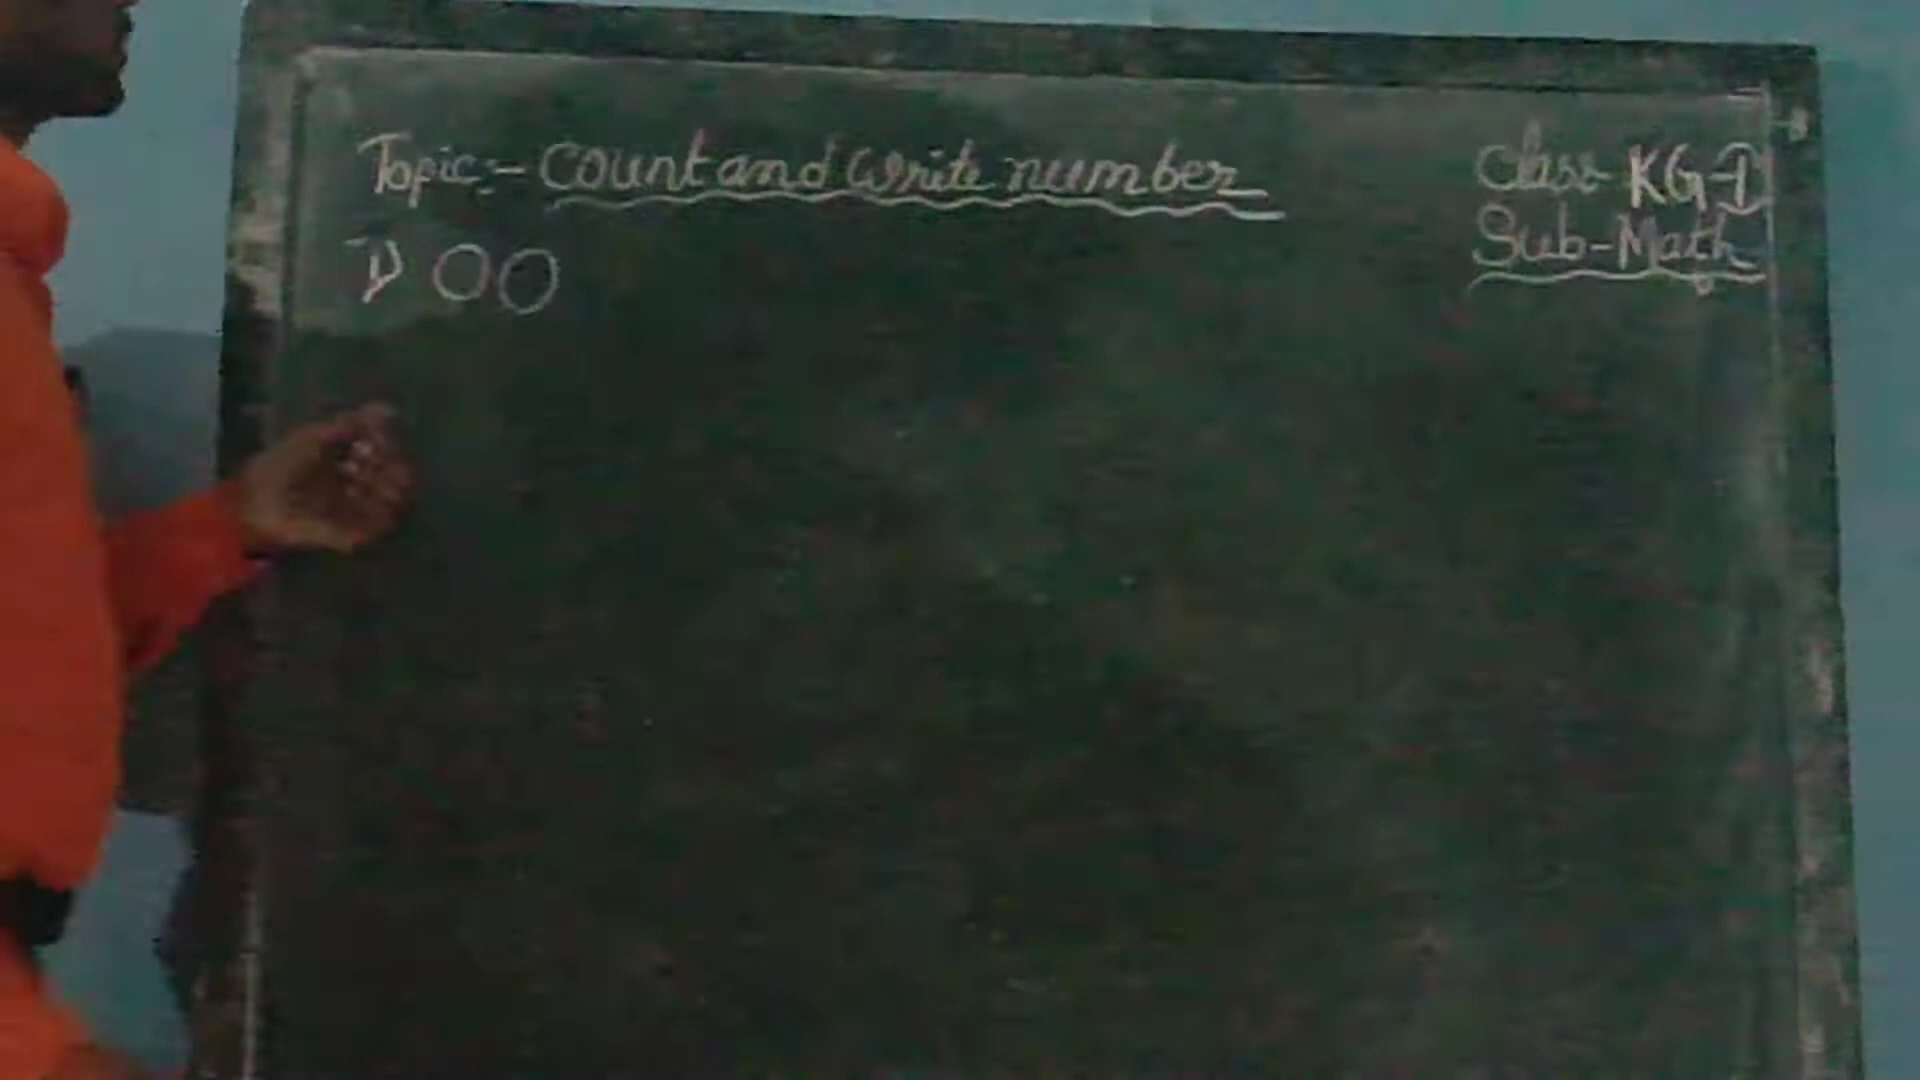 Topic:- Count and write number
Class KG-I
Sub-Math
1) OO